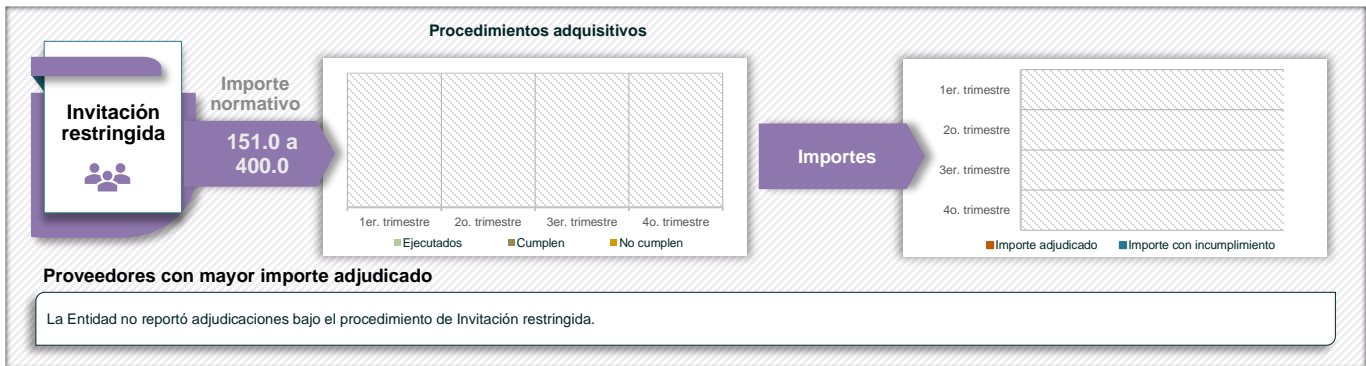 Procedimientos adquisitivos
Invitación
restringida
Importe
normativo
151.0 a
400.0
1er. trimestre 2o. trimestre 3er. trimestre 4o. trimestre
Ejecutados Cumplen No cumplen
Importes
1er. trimestre
2o. trimestre
3er. trimestre
4o. trimestre
Importe adjudicado Importe con incumplimiento
Proveedores con mayor importe adjudicado
La Entidad no reportó adjudicaciones bajo el procedimiento de Invitación restringida.